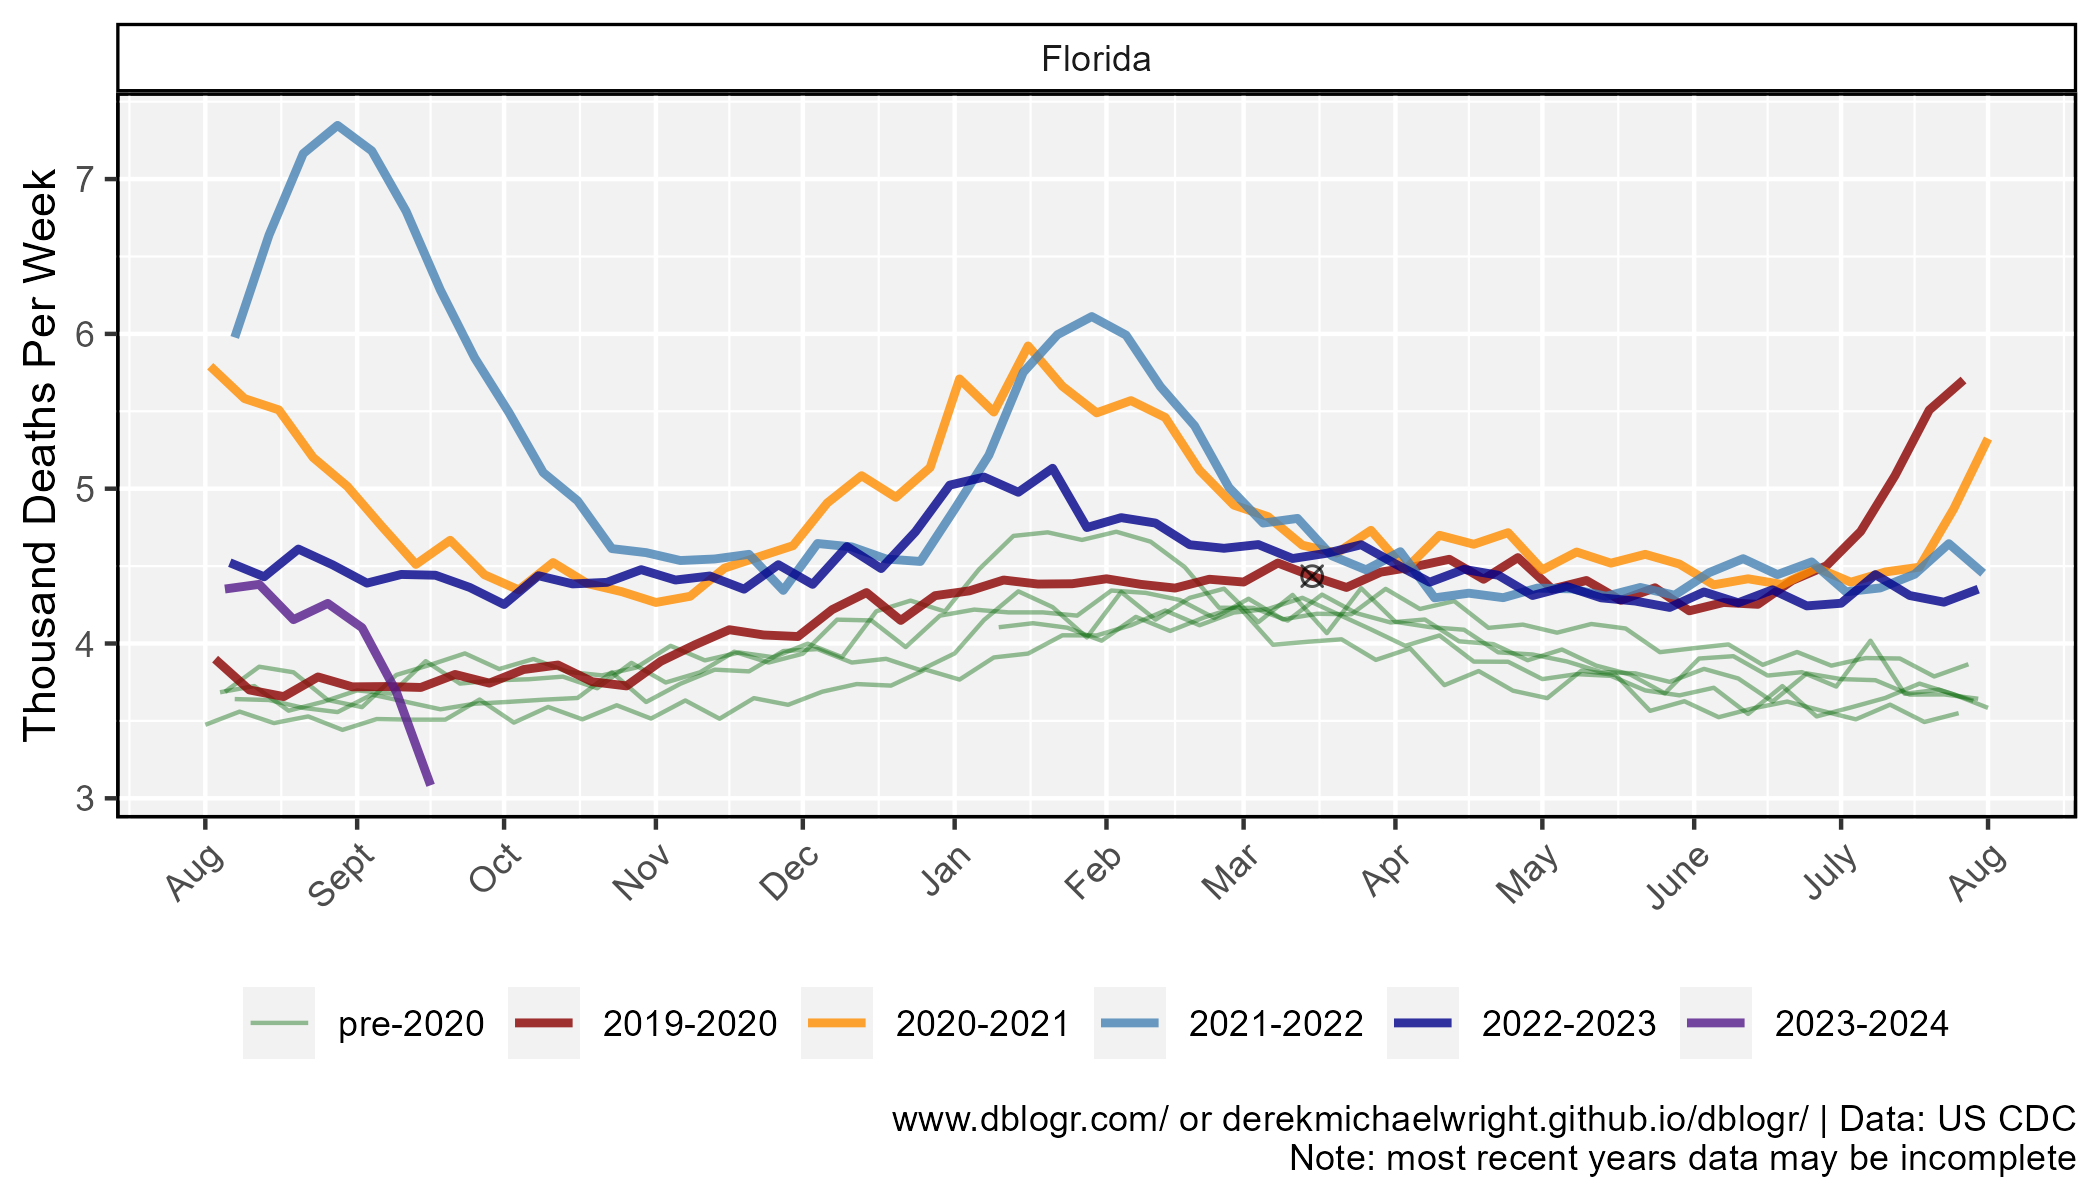 Florida
Thousand Deaths Per Week
7
6
5
4
3
Aug Sept Oct Nov Dec Jan Feb Mar Apr May June July Aug
pre-2020 2019-2020 2020-2021 2021-2022 2022-2023 2023-2024
www.dblogr.com/ or derekmichaelwright.github.io/dblogr/ | Data: US CDC
Note: most recent years data may be incomplete